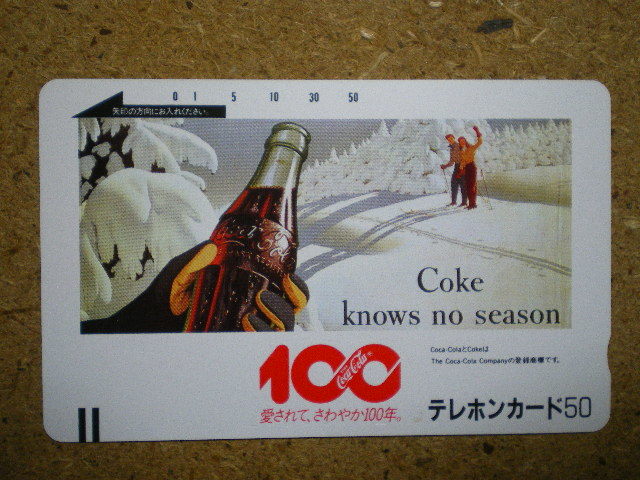 0 1 5 10 30 50
矢印の方向にお入れください。
Coca-Cola
Coke
knows no season
100
Coca-Cola
愛されて、さわやか100年。
Coca-ColaとCokeは
The Coca-Cola Companyの登録商標です。
テレホンカード50